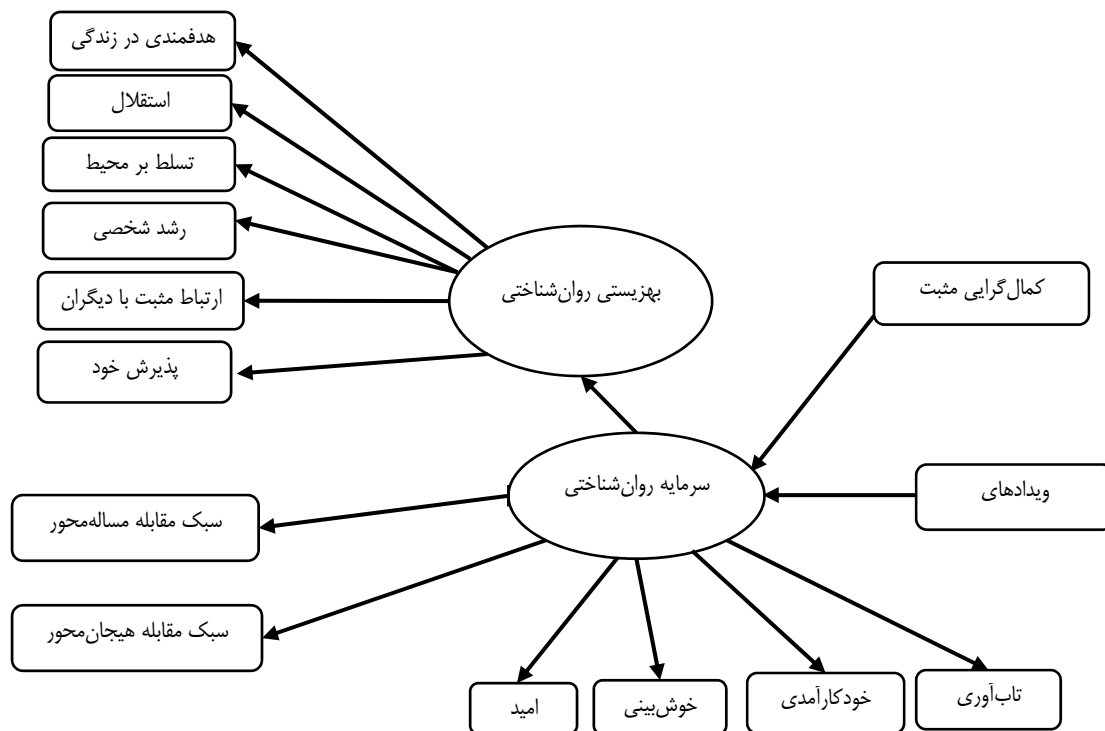 هدفمندی در زندگی
استقلال
تسلط بر محیط
رشد شخصی
ارتباط مثبت با دیگران
پذیرش خود
بهزیستی روان‌شناختی
کمال‌گرایی مثبت
سرمایه روان‌شناختی
ویدادهای
سبک مقابله مساله‌محور
سبک مقابله هیجان‌محور
تاب‌آوری
خودکارآمدی
خوش‌بینی
امید